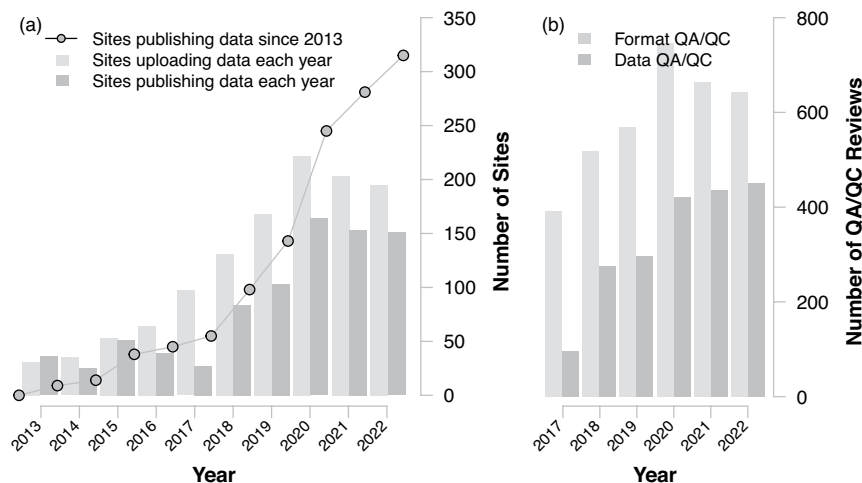 (a)
Sites publishing data since 2013
Sites uploading data each year
Sites publishing data each year
350
300
250
200
150
100
50
0
Number of Sites
2013
2014
2015
2016
2017
2018
2019
2020
2021
2022
Year
(b)
Format QA/QC
Data QA/QC
800
600
400
200
0
Number of QA/QC Reviews
2017
2018
2019
2020
2021
2022
Year